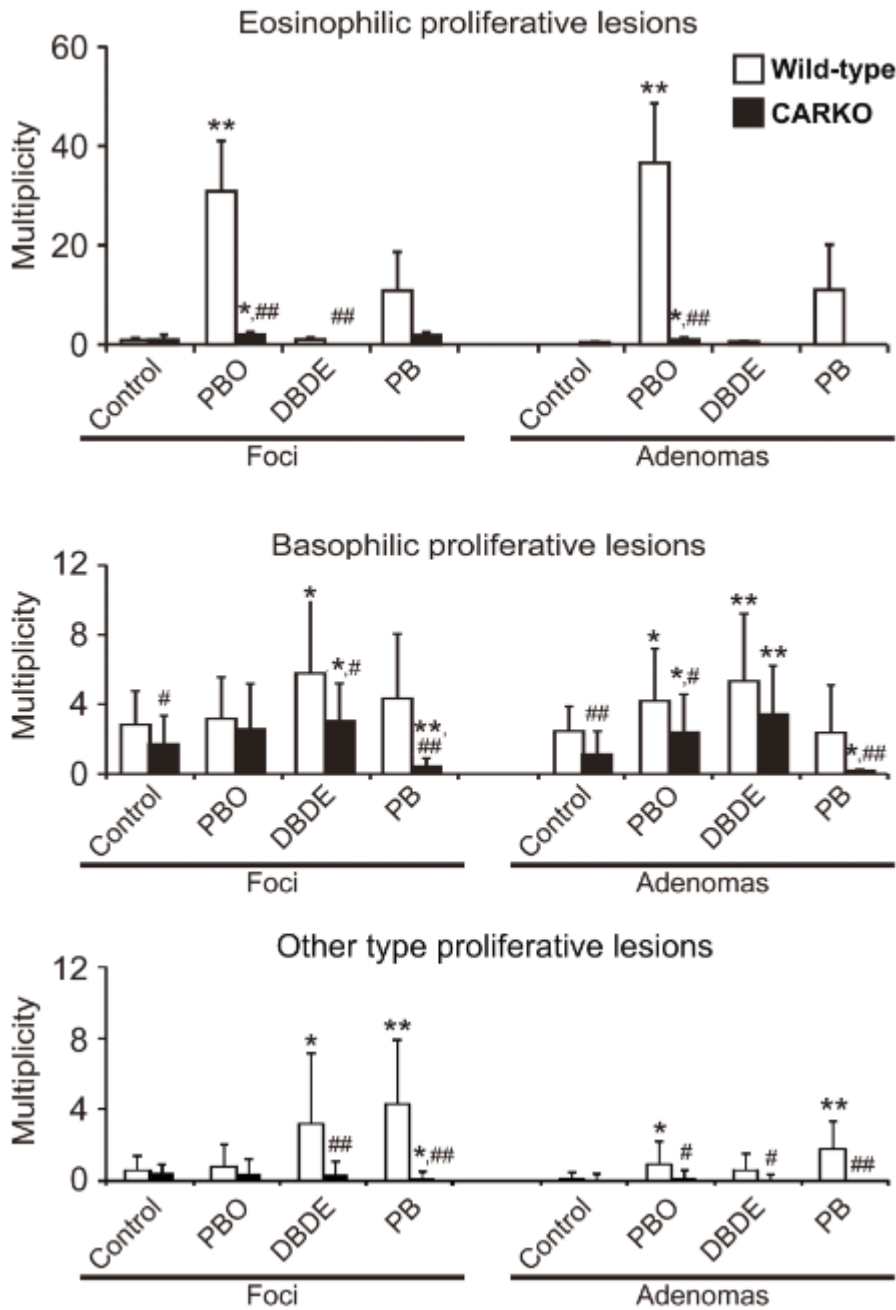 Eosinophilic proliferative lesions
60
Wild-type
CARKO
**
**
40
Multiplicity
20
*,##
##
*,##
0
Control
PBO
DBDE
PB
Control
PBO
DBDE
PB
Foci
Adenomas
Basophilic proliferative lesions
12
*
**
*
**
8
*,#
*,#
Multiplicity
#
##
4
**,
##
*,##
0
Control
PBO
DBDE
PB
Control
PBO
DBDE
PB
Foci
Adenomas
Other type proliferative lesions
12
**
8
*
**
Multiplicity
*
4
##
*,##
#
#
##
0
Control
PBO
DBDE
PB
Control
PBO
DBDE
PB
Foci
Adenomas